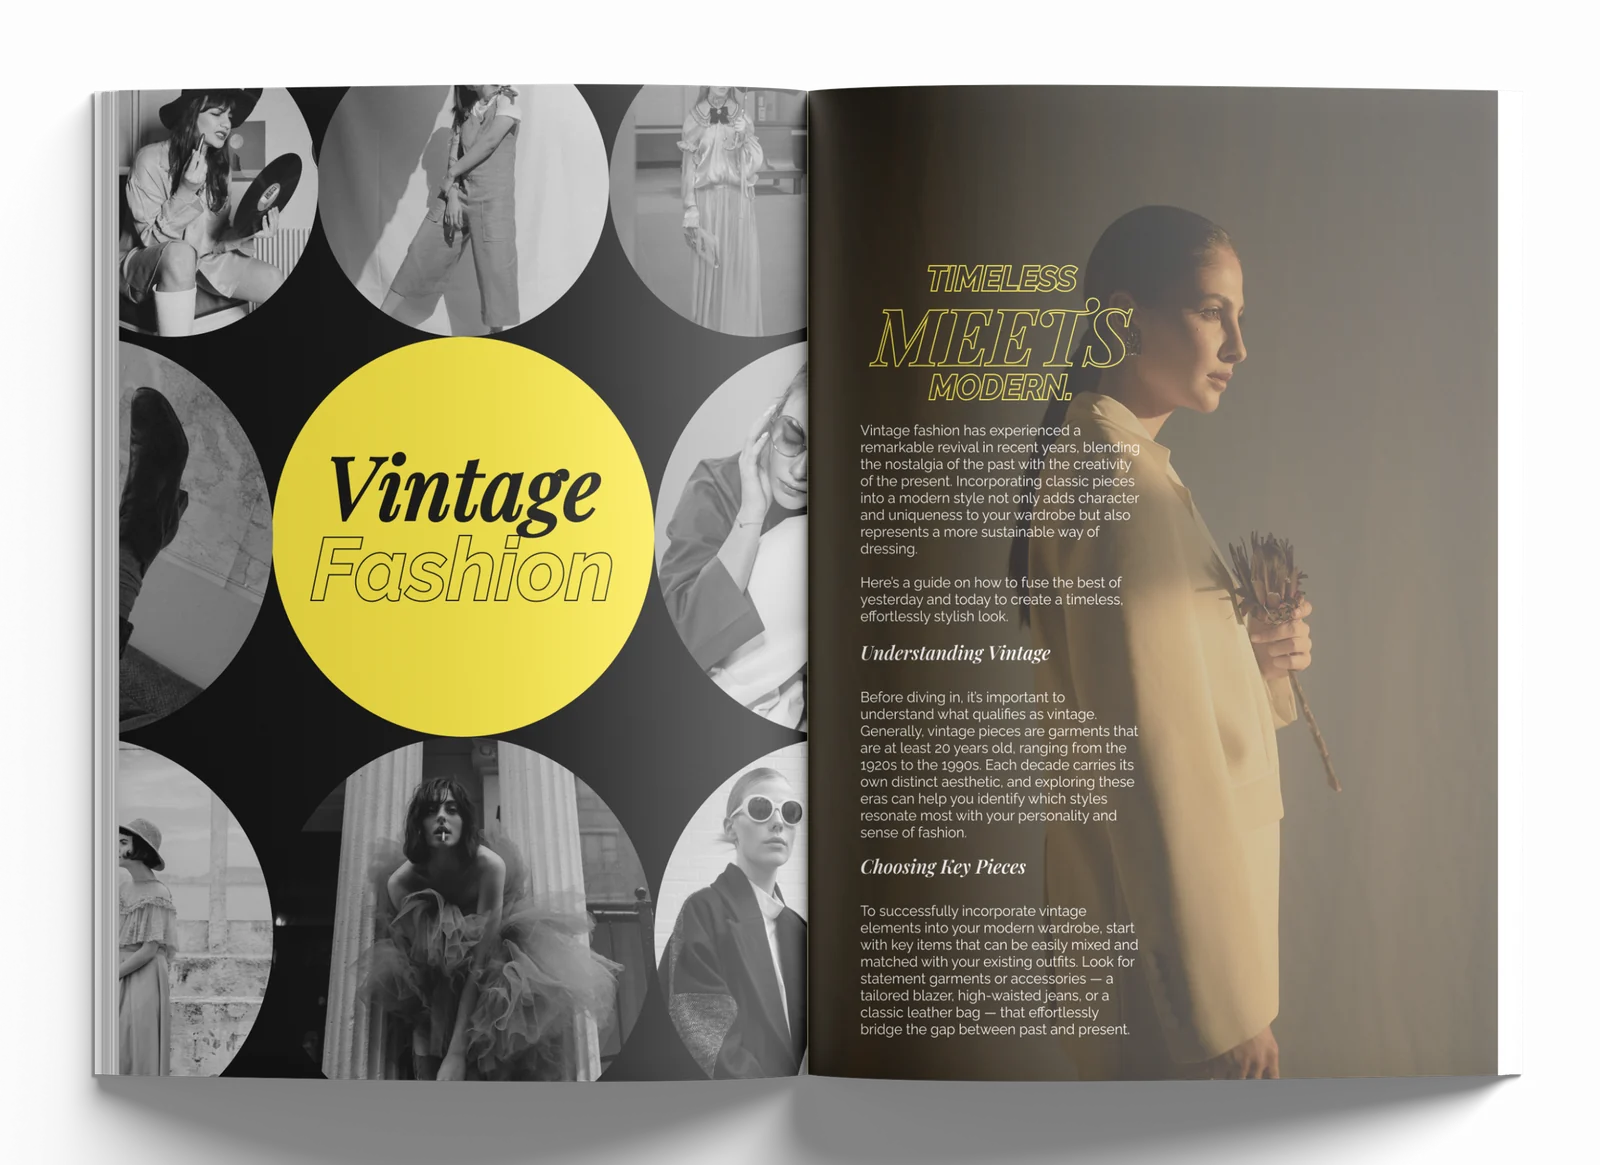 Vintage
Fashion
TIMELESS
MEETS
MODERN.
Vintage fashion has experienced a
remarkable revival in recent years, blending
the nostalgia of the past with the creativity
of the present. Incorporating classic pieces
into a modern style not only adds character
and uniqueness to your wardrobe but also
represents a more sustainable way of
dressing.
Here's a guide on how to fuse the best of
yesterday and today to create a timeless,
effortlessly stylish look.
Understanding Vintage
Before diving in, it's important to
understand what qualifies as vintage.
Generally, vintage pieces are garments that
are at least 20 years old, ranging from the
1920s to the 1990s. Each decade carries its
own distinct aesthetic, and exploring these
eras can help you identify which styles
resonate most with your personality and
sense of fashion.
Choosing Key Pieces
To successfully incorporate vintage
elements into your modern wardrobe, start
with key items that can be easily mixed and
matched with your existing outfits. Look for
statement garments or accessories — a
tailored blazer, high-waisted jeans, or a
classic leather bag — that effortlessly
bridge the gap between past and present.